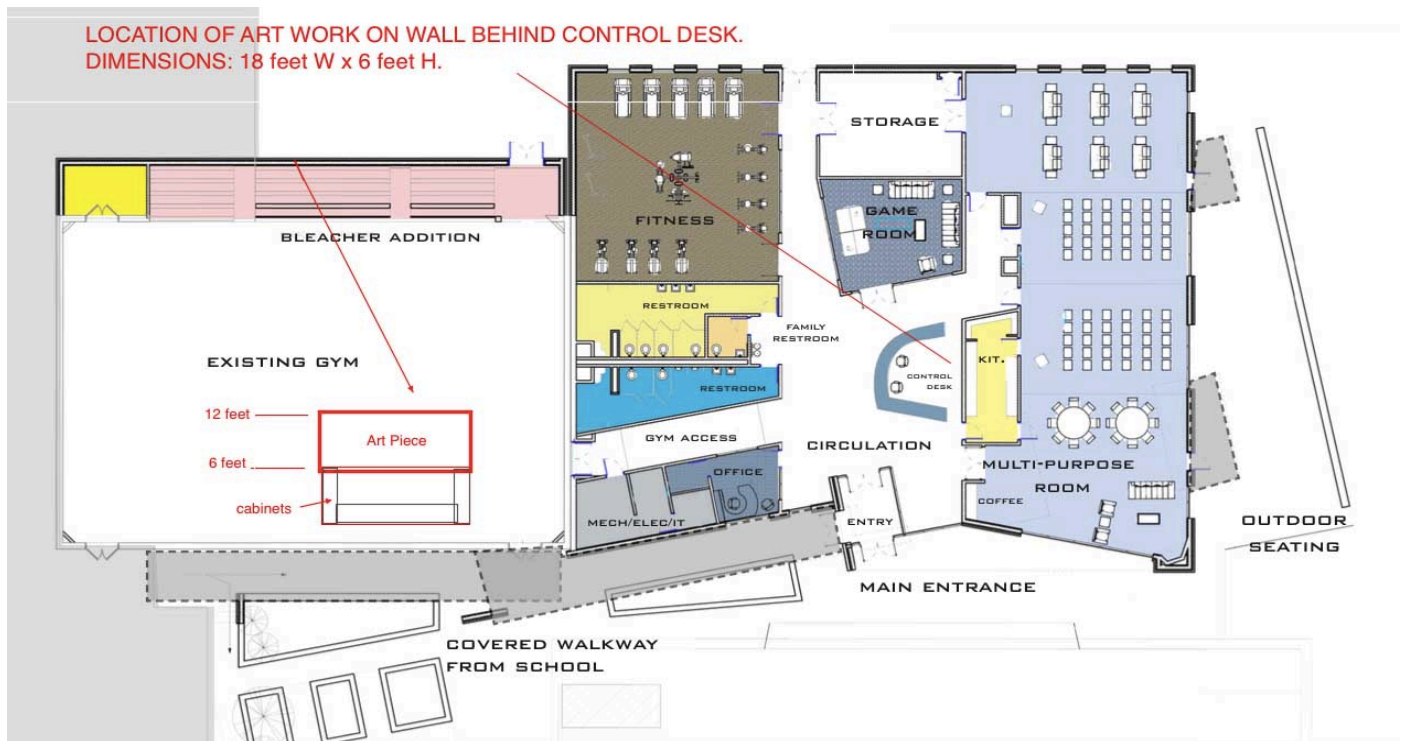 LOCATION OF ART WORK ON WALL BEHIND CONTROL DESK.
DIMENSIONS: 18 feet W x 6 feet H.
STORAGE
GAME
ROOM
FITNESS
BLEACHER ADDITION
RESTROOM
FAMILY
RESTROOM
EXISTING GYM
KIT.
CONTROL
DESK
RESTROOM
12 feet
Art Piece
6 feet
cabinets
GYM ACCESS
CIRCULATION
OFFICE
MULTI-PURPOSE
ROOM
COFFEE
MECH/ELEC/IT
ENTRY
OUTDOOR
SEATING
MAIN ENTRANCE
COVERED WALKWAY
FROM SCHOOL